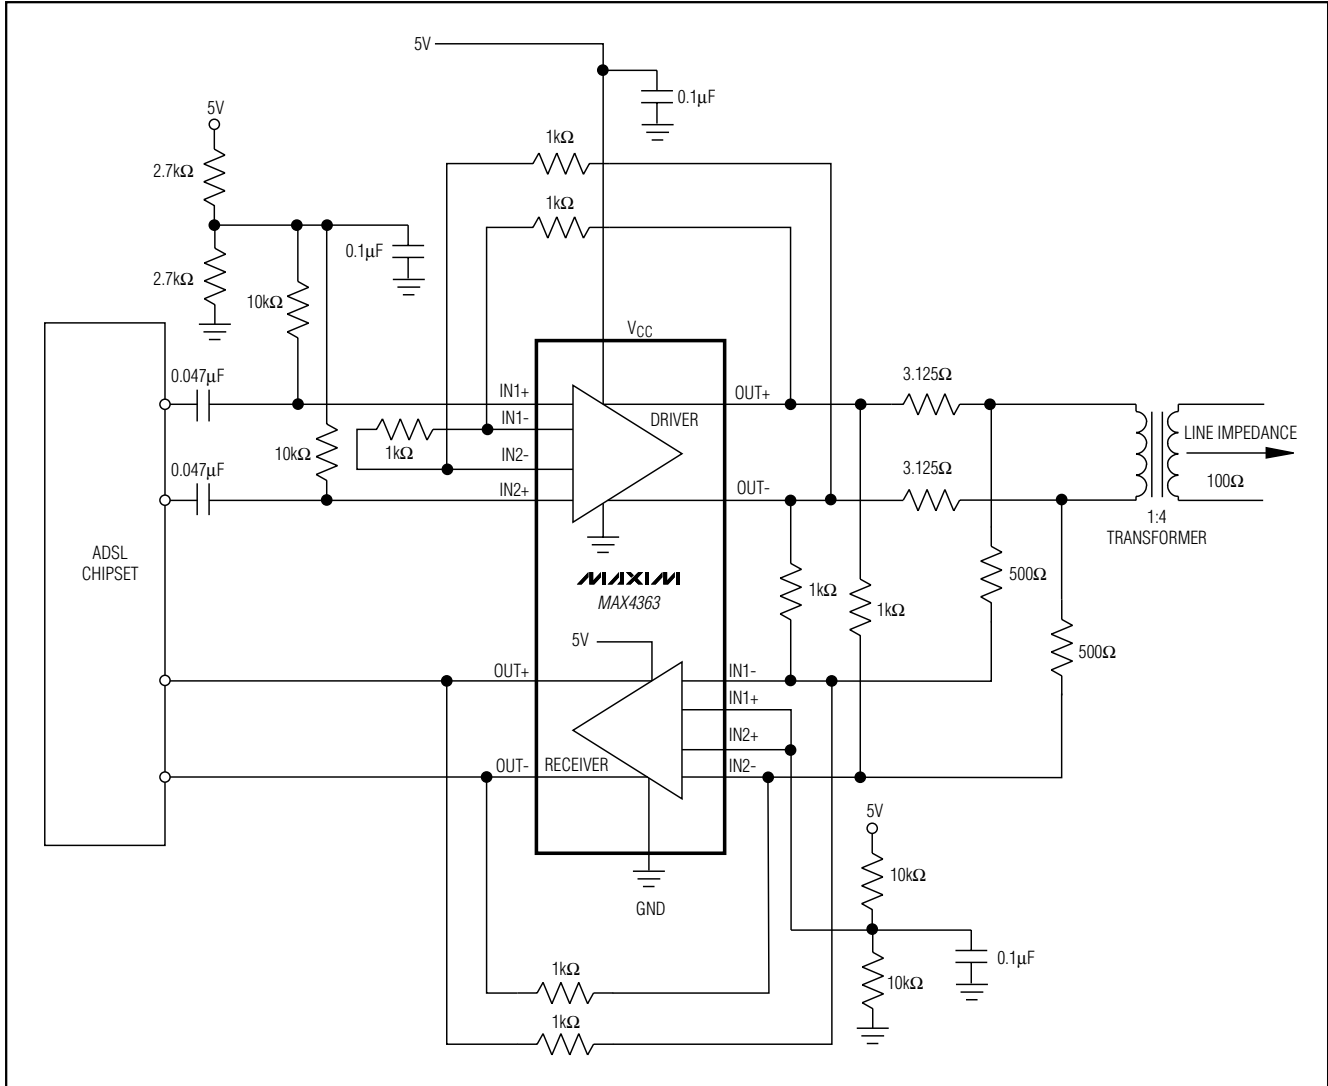 5V
0.1µF
5V
1kΩ
2.7kΩ
1kΩ
0.1µF
2.7kΩ
10kΩ
VCC
0.047µF
3.125Ω
IN1+
OUT+
IN1-
DRIVER
LINE IMPEDANCE
10kΩ
1kΩ
IN2-
3.125Ω
0.047µF
100Ω
IN2+
OUT-
1:4
TRANSFORMER
ADSL
CHIPSET
MAXIM
MAX4363
500Ω
1kΩ
1kΩ
5V
500Ω
OUT+
IN1-
IN1+
IN2+
OUT-
RECEIVER
IN2-
5V
10kΩ
GND
0.1µF
1kΩ
10kΩ
1kΩ